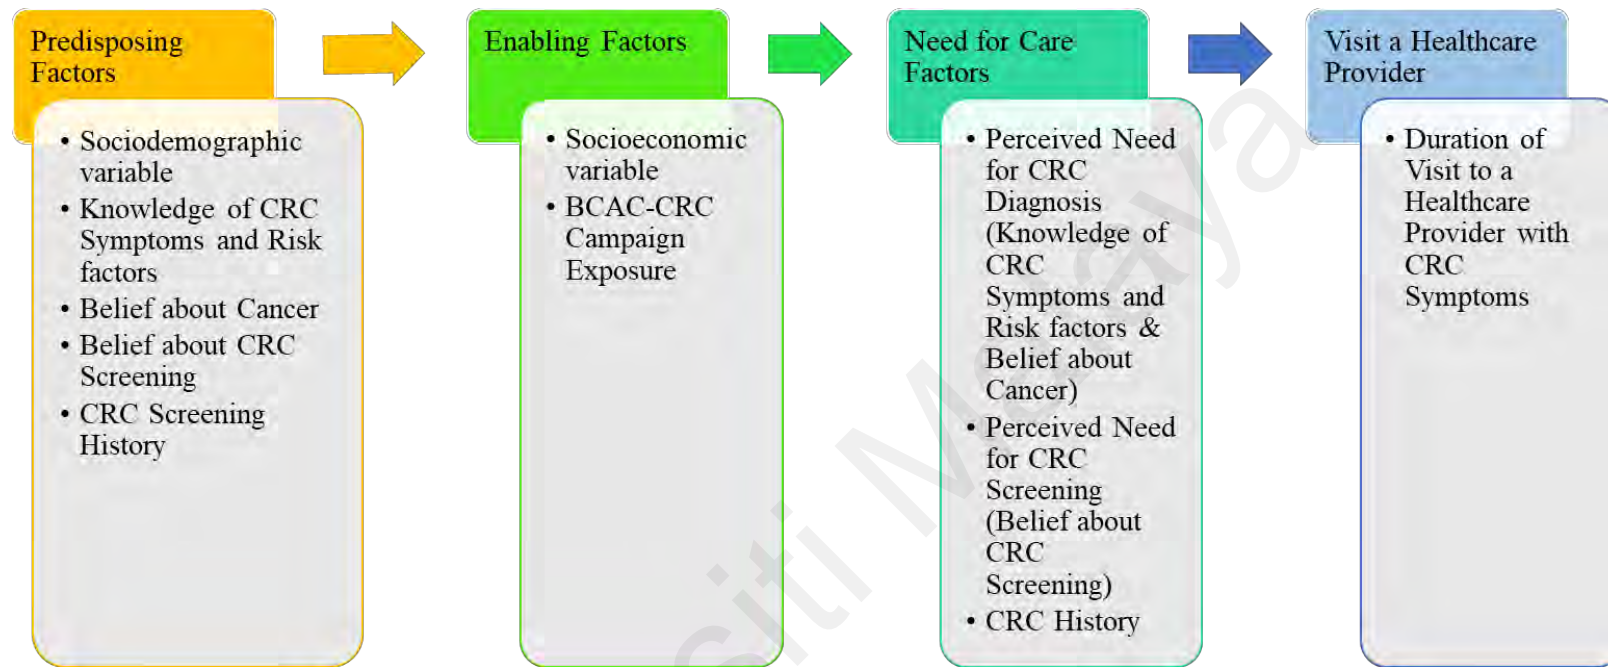 Predisposing
Factors
• Sociodemographic
variable
• Knowledge of CRC
Symptoms and Risk
factors
• Belief about Cancer
• Belief about CRC
Screening
• CRC Screening
History
Enabling Factors
• Socioeconomic
variable
• BCAC-CRC
Campaign
Exposure
Need for Care
Factors
• Perceived Need
for CRC
Diagnosis
(Knowledge of
CRC
Symptoms and
Risk factors &
Belief about
Cancer)
• Perceived Need
for CRC
Screening
(Belief about
CRC
Screening)
• CRC History
Visit a Healthcare
Provider
• Duration of
Visit to a
Healthcare
Provider with
CRC
Symptoms